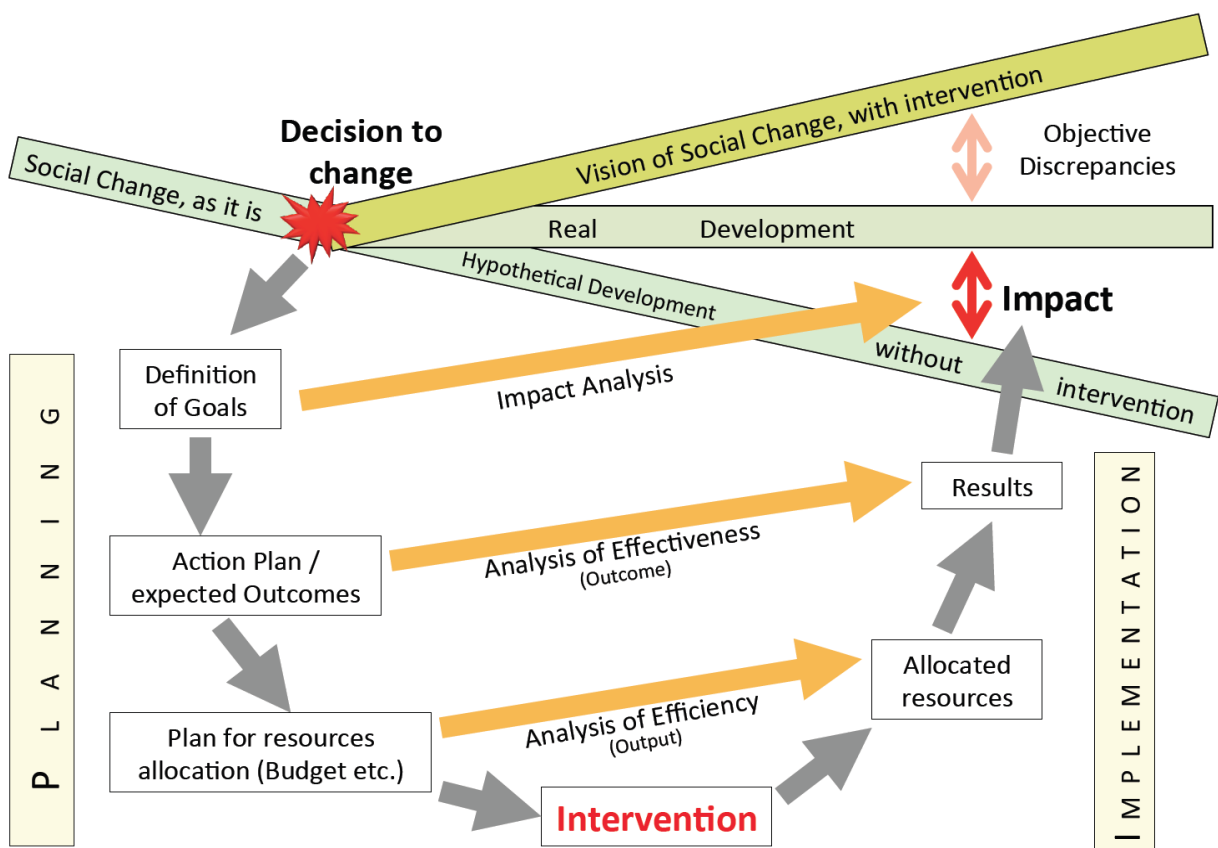 Decision to
change
Social Change, as it is
Vision of Social Change, with intervention
Objective
Discrepancies
Real Development
Hypothetical Development without intervention
Impact
PLANNNING
Definition
of Goals
Impact Analysis
Results
Action Plan /
expected Outcomes
Analysis of Effectiveness
(Outcome)
Allocated
resources
Plan for resources
allocation (Budget etc.)
Analysis of Efficiency
(Output)
Intervention
IMPLEMENTATION